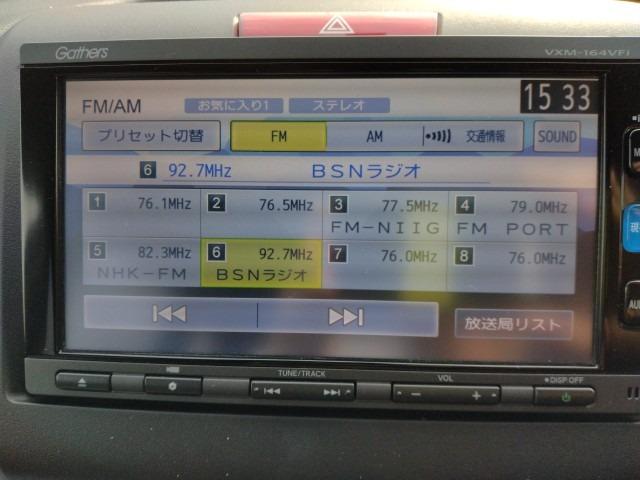 Gathers VXM-164VFi
FM/AM お気に入り1 ステレオ 15 33
プリセット切替 FM AM 交通情報 SOUND
6 92.7MHz BSNラジオ
1 76.1MHz 2 76.5MHz 3 77.5MHz 4 79.0MHz
FM-NIIG FM PORT
5 82.3MHz 6 92.7MHz 7 76.0MHz 8 76.0MHz
NHK-FM BSNラジオ
放送局リスト
TUNE/TRACK VOL DISP OFF